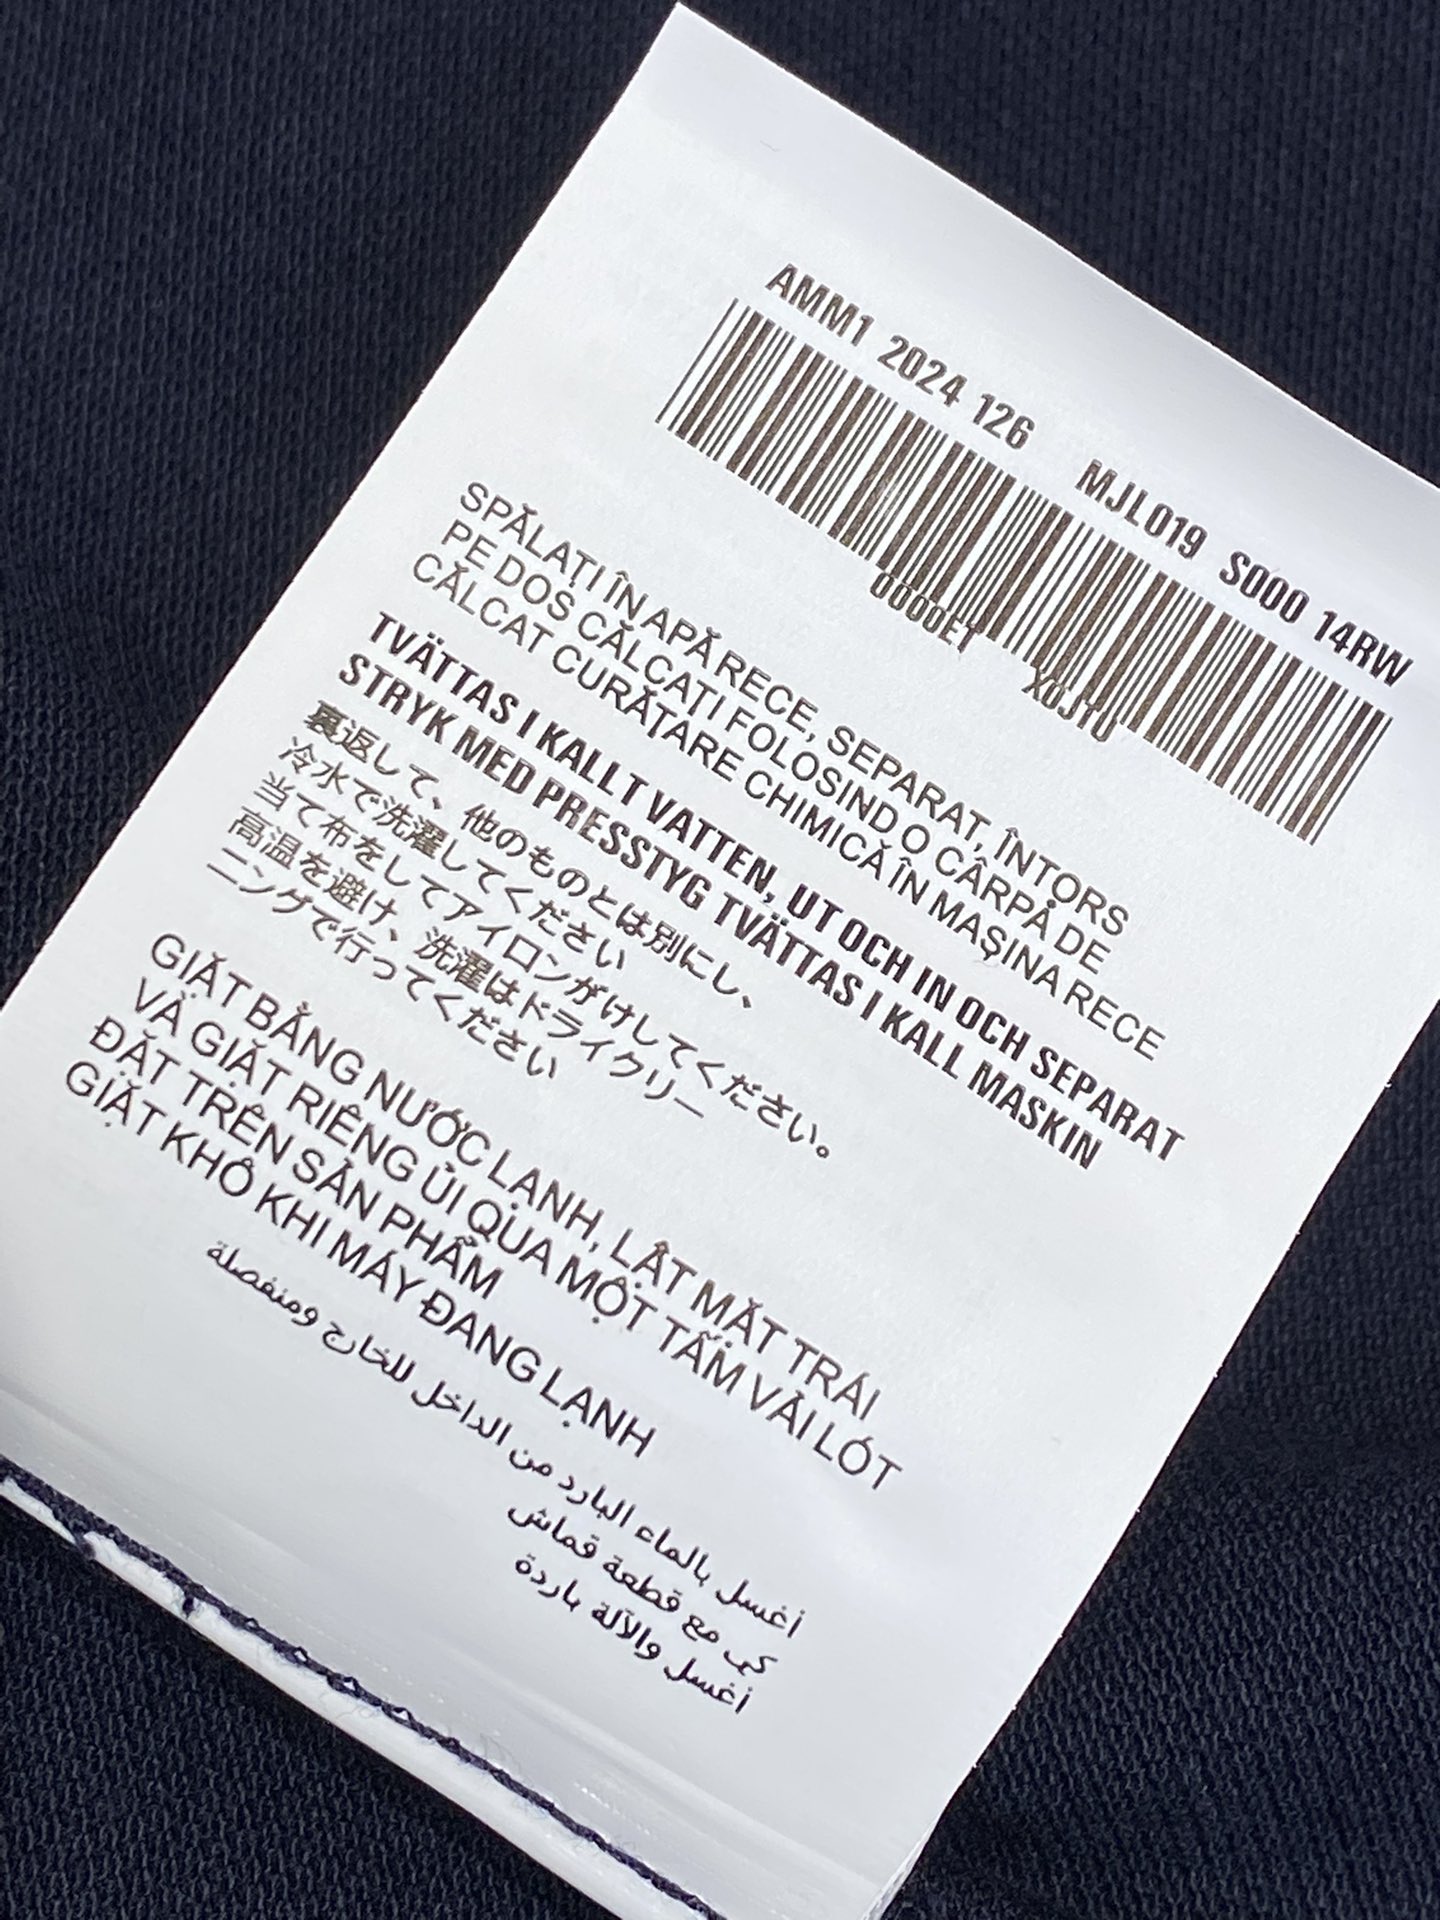 AMM1 2024 126 MJL019 S000 14RW
0000ET X0JTU
SPĂLAȚI ÎN APĂ RECE, SEPARAT, ÎNTORS
PE DOS CĂLCAȚI FOLOSIND O CÂRPĂ DE
CĂLCAT CURĂȚARE CHIMICĂ ÎN MAȘINA RECE
TVÄTTAS I KALLT VATTEN, UT OCH IN OCH SEPARAT
STRYK MED PRESSTYG TVÄTTAS I KALL MASKIN
裏返して、他のものとは別にし、
冷水で洗濯してください
当て布をしてアイロンがけしてください。
高温を避け、洗濯はドライクリー
ニングで行ってください
GIẶT BẰNG NƯỚC LẠNH, LẬT MẶT TRÁI
VÀ GIẶT RIÊNG ỦI QUA MỘT TẤM VẢI LÓT
ĐẶT TRÊN SẢN PHẨM
GIẶT KHÔ KHI MÁY ĐANG LẠNH
أغسل بالماء البارد من الداخل للخارج ومنفصلة
كي مع قطعة قماش
أغسل والآلة باردة